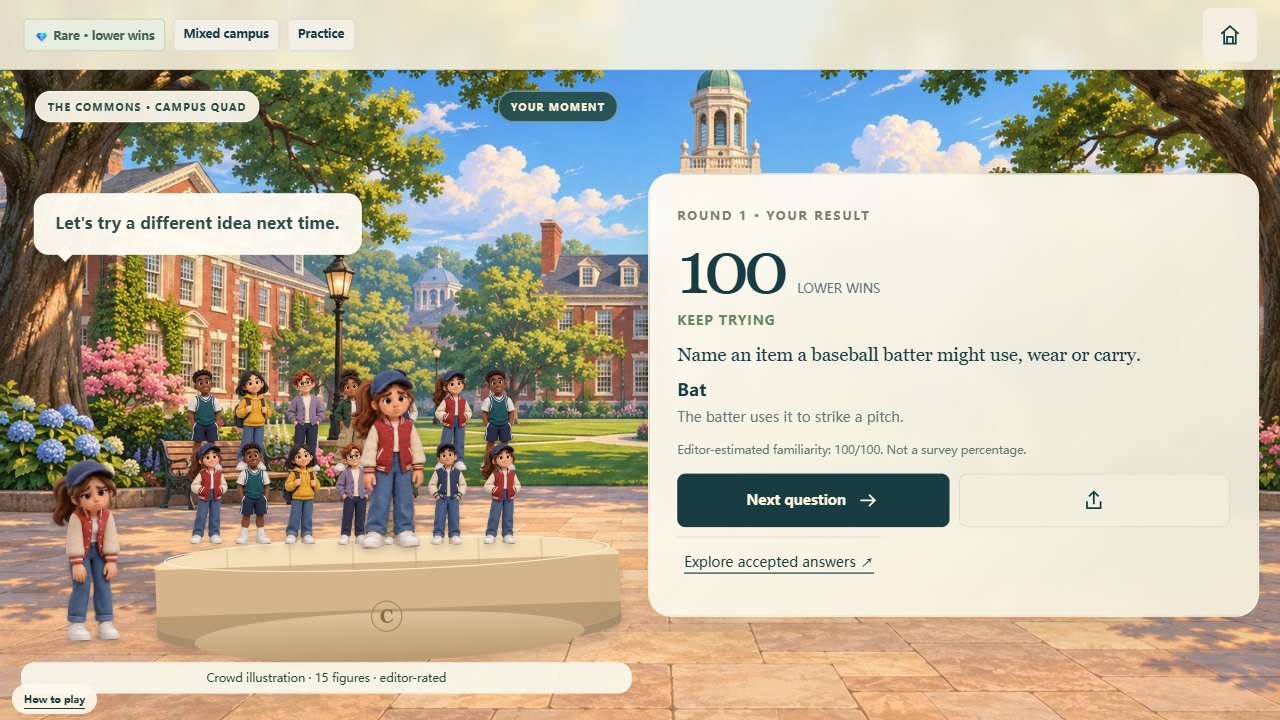 Rare • lower wins
Mixed campus
Practice
THE COMMONS • CAMPUS QUAD
YOUR MOMENT
Let's try a different idea next time.
ROUND 1 • YOUR RESULT
100 LOWER WINS
KEEP TRYING
Name an item a baseball batter might use, wear or carry.
Bat
The batter uses it to strike a pitch.
Editor-estimated familiarity: 100/100. Not a survey percentage.
Next question →
Explore accepted answers ↗
C
Crowd illustration · 15 figures · editor-rated
How to play